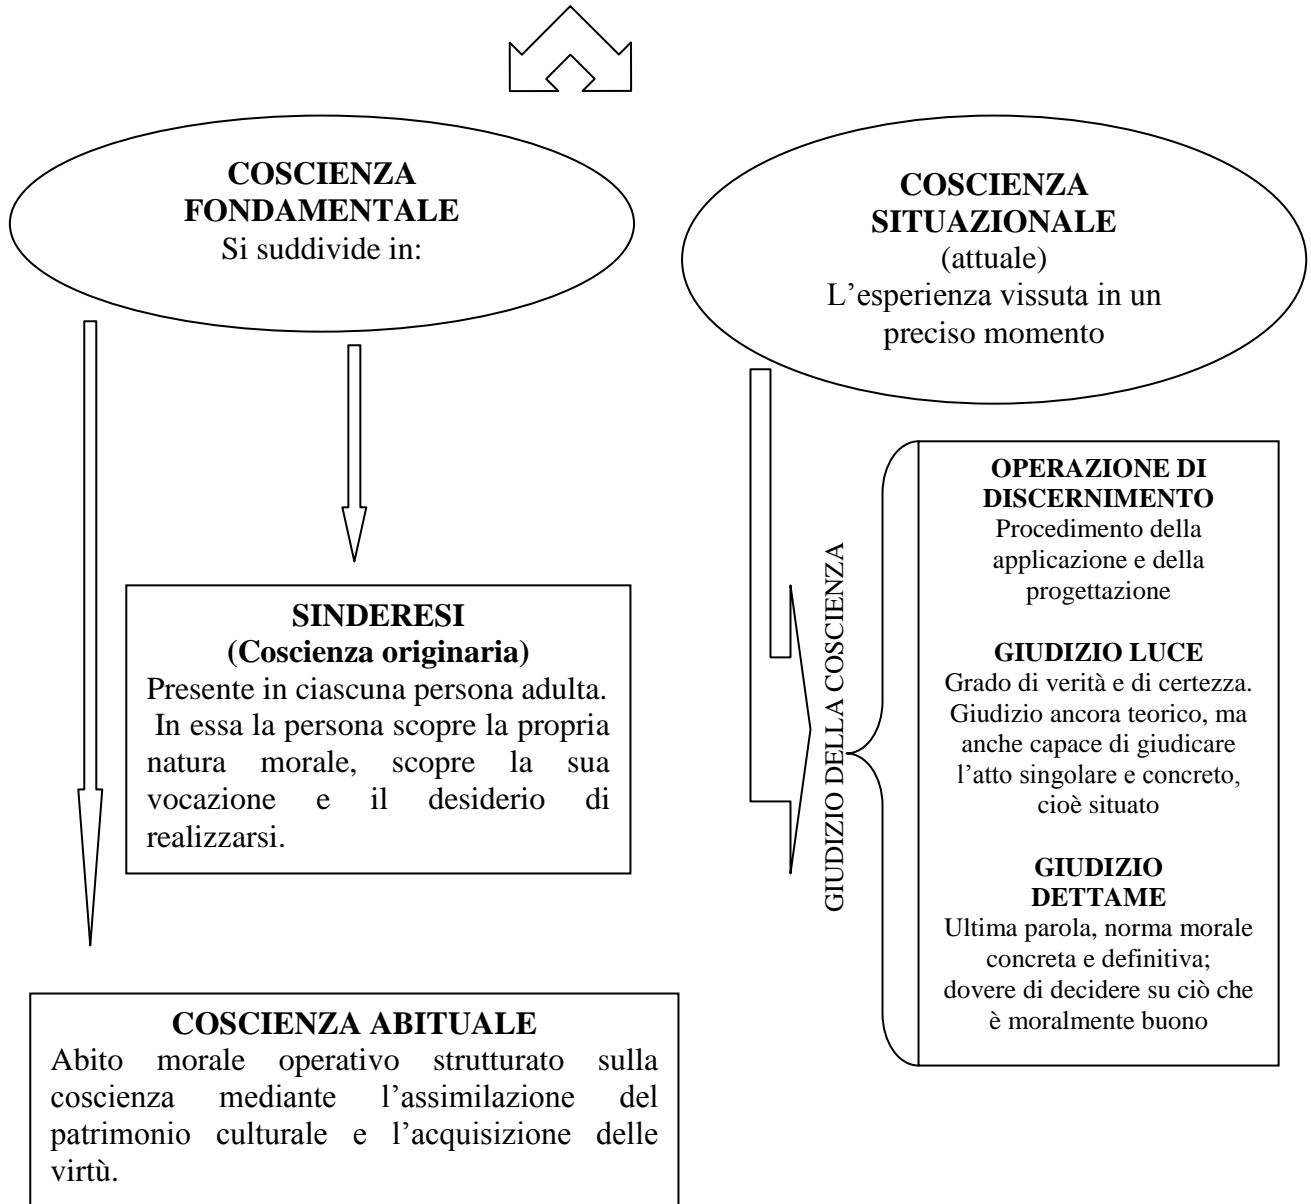 COSCIENZA
FONDAMENTALE
Si suddivide in:
COSCIENZA
SITUAZIONALE
(attuale)
L’esperienza vissuta in un
preciso momento
SINDERESI
(Coscienza originaria)
Presente in ciascuna persona adulta.
In essa la persona scopre la propria
natura morale, scopre la sua
vocazione e il desiderio di
realizzarsi.
COSCIENZA ABITUALE
Abito morale operativo strutturato sulla
coscienza mediante l’assimilazione del
patrimonio culturale e l’acquisizione delle
virtù.
GIUDIZIO DELLA COSCIENZA
OPERAZIONE DI
DISCERNIMENTO
Procedimento della
applicazione e della
progettazione
GIUDIZIO LUCE
Grado di verità e di certezza.
Giudizio ancora teorico, ma
anche capace di giudicare
l’atto singolare e concreto,
cioè situato
GIUDIZIO
DETTAME
Ultima parola, norma morale
concreta e definitiva;
dovere di decidere su ciò che
è moralmente buono